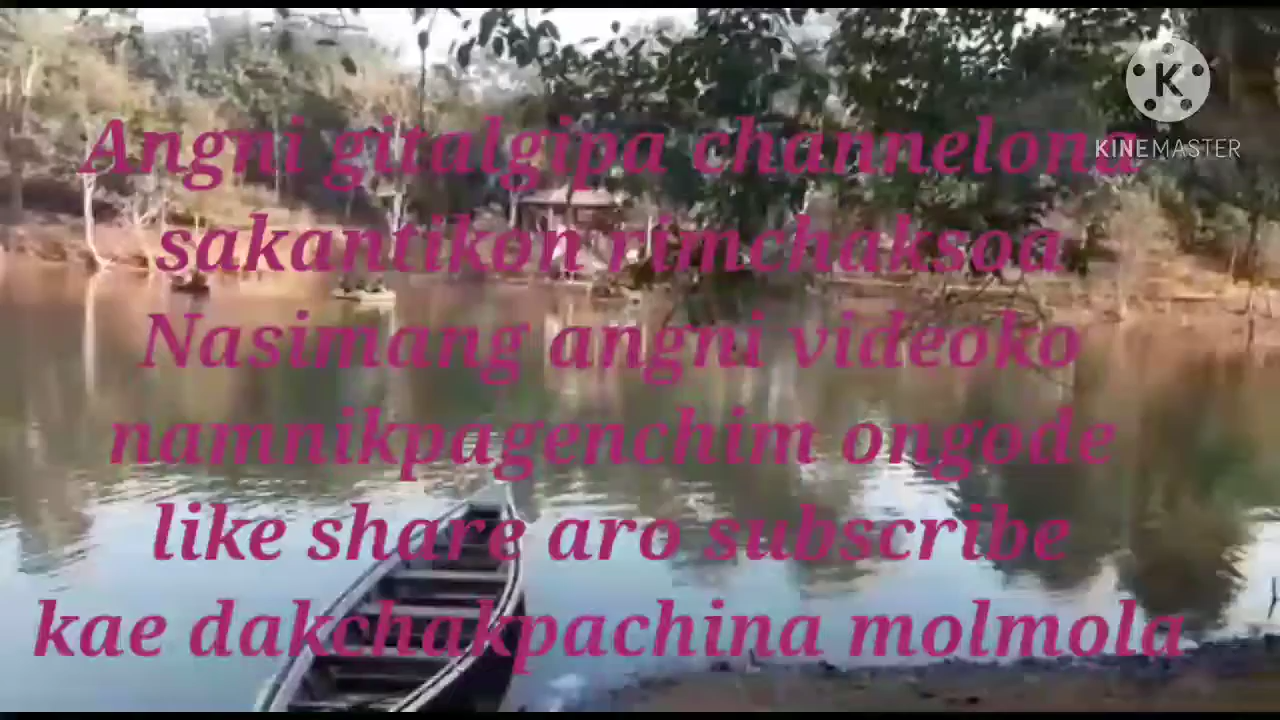 K
KINEMASTER
Angni gitalgipa channelona
sakantikon rimchaksoa
Nasimang angni videoko
namnikpagenchim ongode
like share aro subscribe
kae dakchakpachina molmola